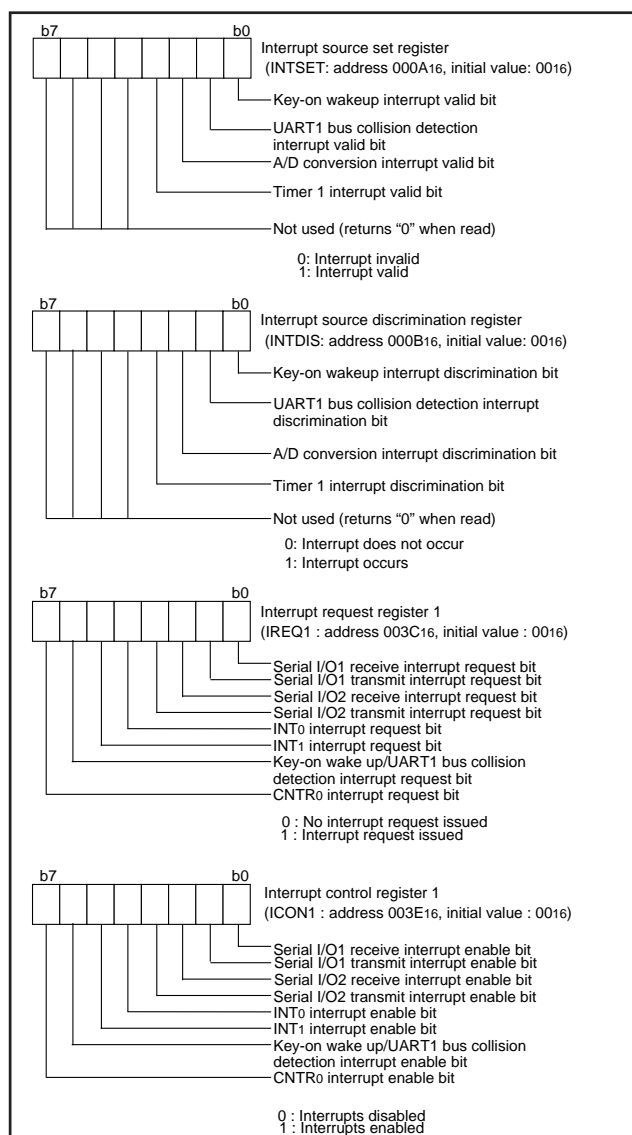 b7 b0
Interrupt source set register
(INTSET: address 000A16, initial value: 0016)
Key-on wakeup interrupt valid bit
UART1 bus collision detection
interrupt valid bit
A/D conversion interrupt valid bit
Timer 1 interrupt valid bit
Not used (returns “0” when read)
0: Interrupt invalid
1: Interrupt valid
b7 b0
Interrupt source discrimination register
(INTDIS: address 000B16, initial value: 0016)
Key-on wakeup interrupt discrimination bit
UART1 bus collision detection interrupt
discrimination bit
A/D conversion interrupt discrimination bit
Timer 1 interrupt discrimination bit
Not used (returns “0” when read)
0: Interrupt does not occur
1: Interrupt occurs
b7 b0
Interrupt request register 1
(IREQ1 : address 003C16, initial value : 0016)
Serial I/O1 receive interrupt request bit
Serial I/O1 transmit interrupt request bit
Serial I/O2 receive interrupt request bit
Serial I/O2 transmit interrupt request bit
INT0 interrupt request bit
INT1 interrupt request bit
Key-on wake up/UART1 bus collision
detection interrupt request bit
CNTR0 interrupt request bit
0 : No interrupt request issued
1 : Interrupt request issued
b7 b0
Interrupt control register 1
(ICON1 : address 003E16, initial value : 0016)
Serial I/O1 receive interrupt enable bit
Serial I/O1 transmit interrupt enable bit
Serial I/O2 receive interrupt enable bit
Serial I/O2 transmit interrupt enable bit
INT0 interrupt enable bit
INT1 interrupt enable bit
Key-on wake up/UART1 bus collision
detection interrupt enable bit
CNTR0 interrupt enable bit
0 : Interrupts disabled
1 : Interrupts enabled